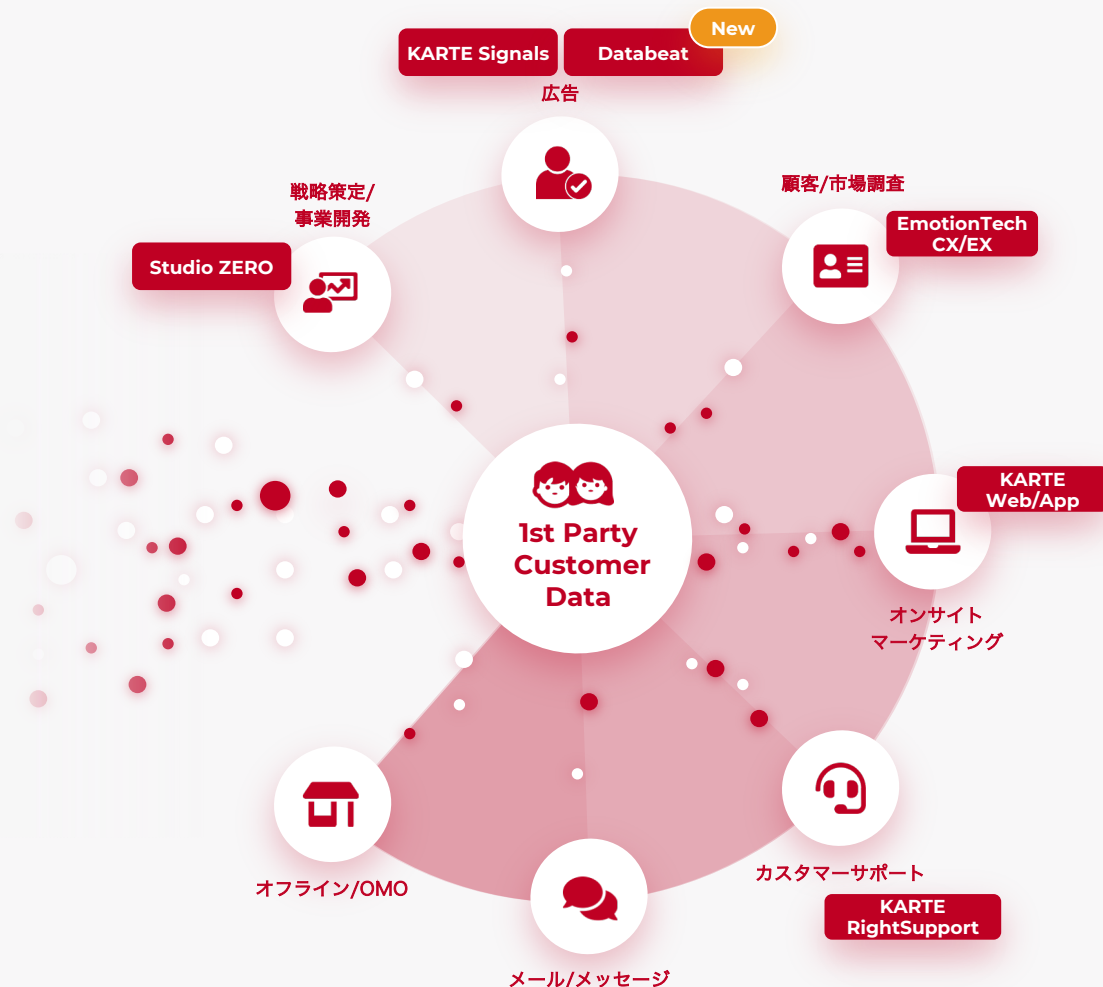 New
KARTE Signals
Databeat
広告
戦略策定/
事業開発
Studio ZERO
顧客/市場調査
EmotionTech
CX/EX
1st Party
Customer
Data
KARTE
Web/App
オンサイト
マーケティング
カスタマーサポート
KARTE
RightSupport
オフライン/OMO
メール/メッセージ